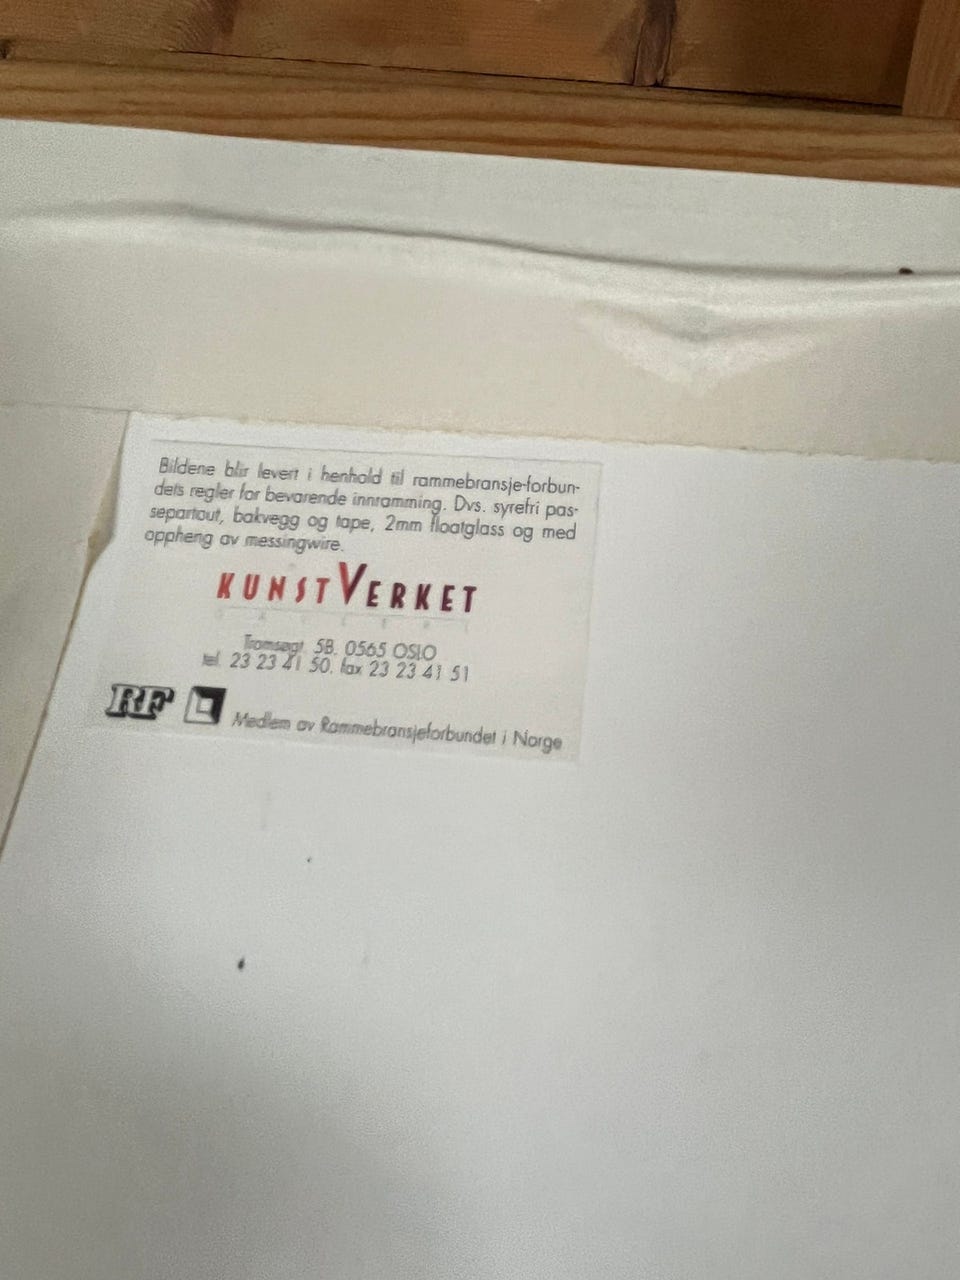 Bildene blir levert i henhold til rammebransje-forbun-
dets regler for bevarende innramming. Dvs. syrefri pas-
separtout, bakvegg og tape, 2mm floatglass og med
oppheng av messingwire.
KUNSTVERKET
GALLERI
Tromsøgt. 5B. 0565 OSLO
tel. 23 23 41 50. fax 23 23 41 51
RF
Medlem av Rammebransjeforbundet i Norge